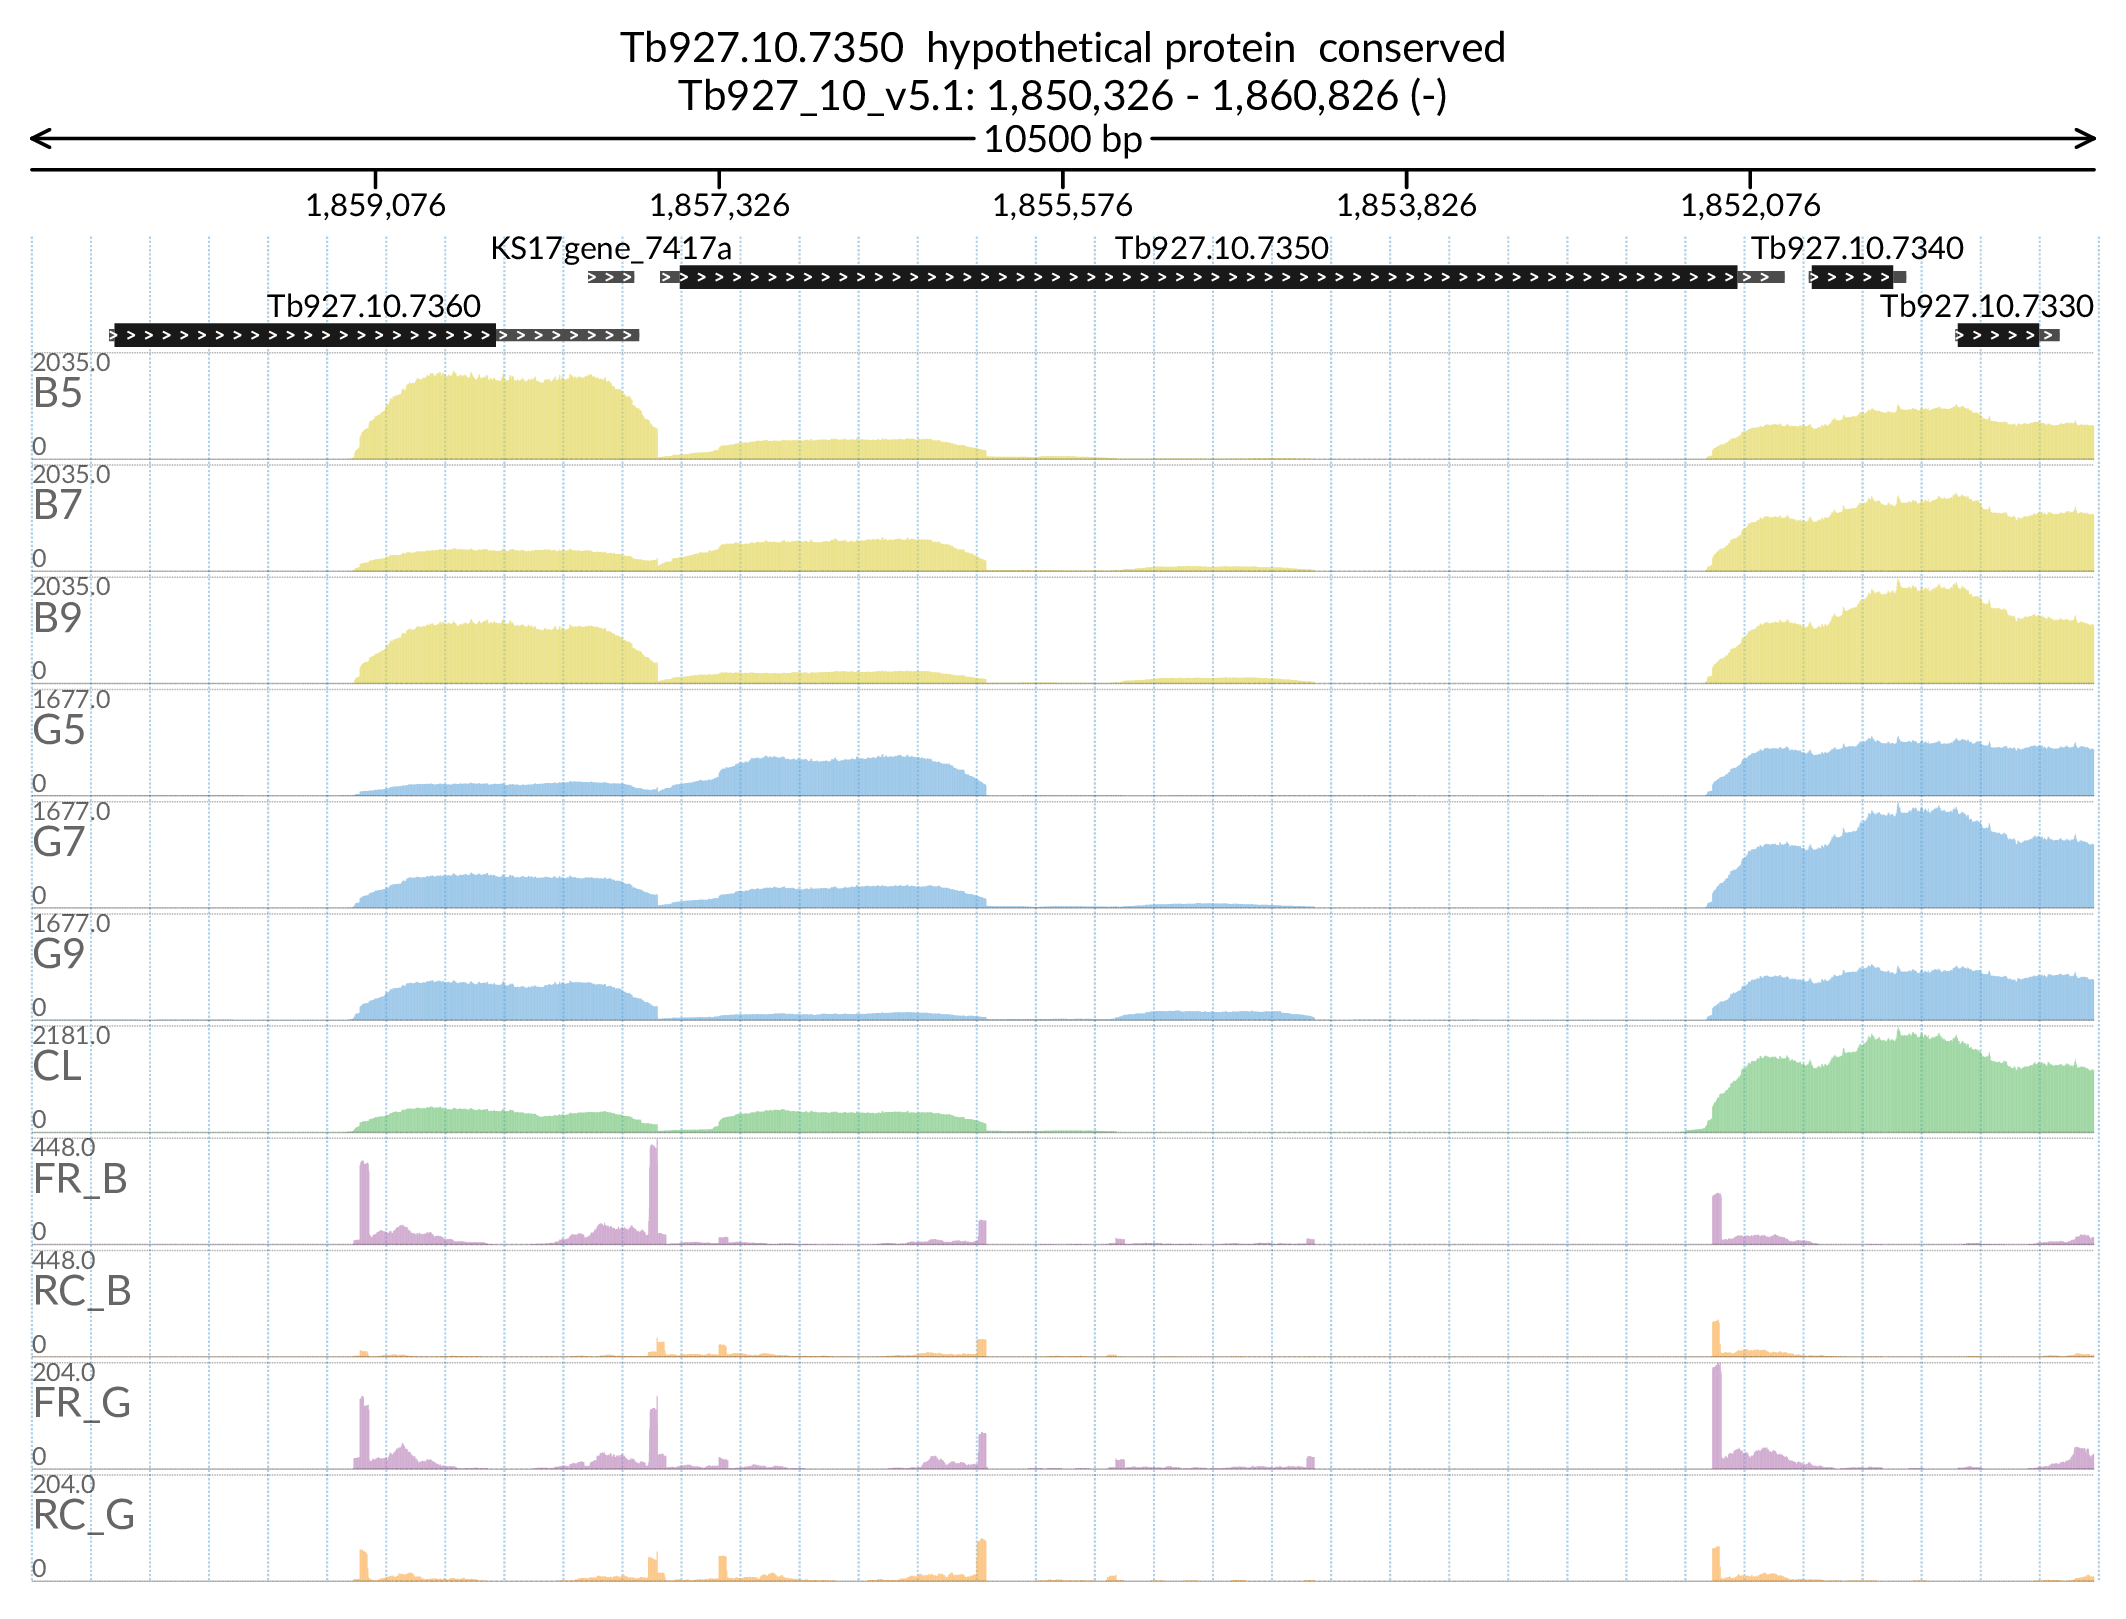 Tb927.10.7350  hypothetical protein  conserved
Tb927_10_v5.1: 1,850,326 - 1,860,826 (-)
10500 bp
1,859,076 1,857,326 1,855,576 1,853,826 1,852,076
KS17gene_7417a Tb927.10.7350 Tb927.10.7340
Tb927.10.7360 Tb927.10.7330
2035.0
B5
0
2035.0
B7
0
2035.0
B9
0
1677.0
G5
0
1677.0
G7
0
1677.0
G9
0
2181.0
CL
0
448.0
FR_B
0
448.0
RC_B
0
204.0
FR_G
0
204.0
RC_G
0